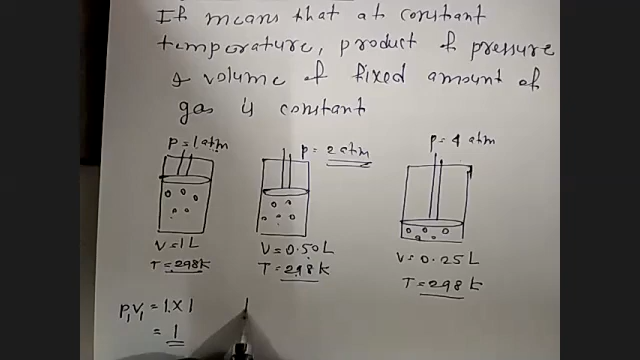 It means that at constant
temperature, product of pressure
& volume of fixed amount of
gas is constant
P = 1 atm
P = 2 atm
P = 4 atm
V = 1 L
T = 298 K
V = 0.50 L
T = 298 K
V = 0.25 L
T = 298 K
P₁V₁ = 1 × 1
= 1